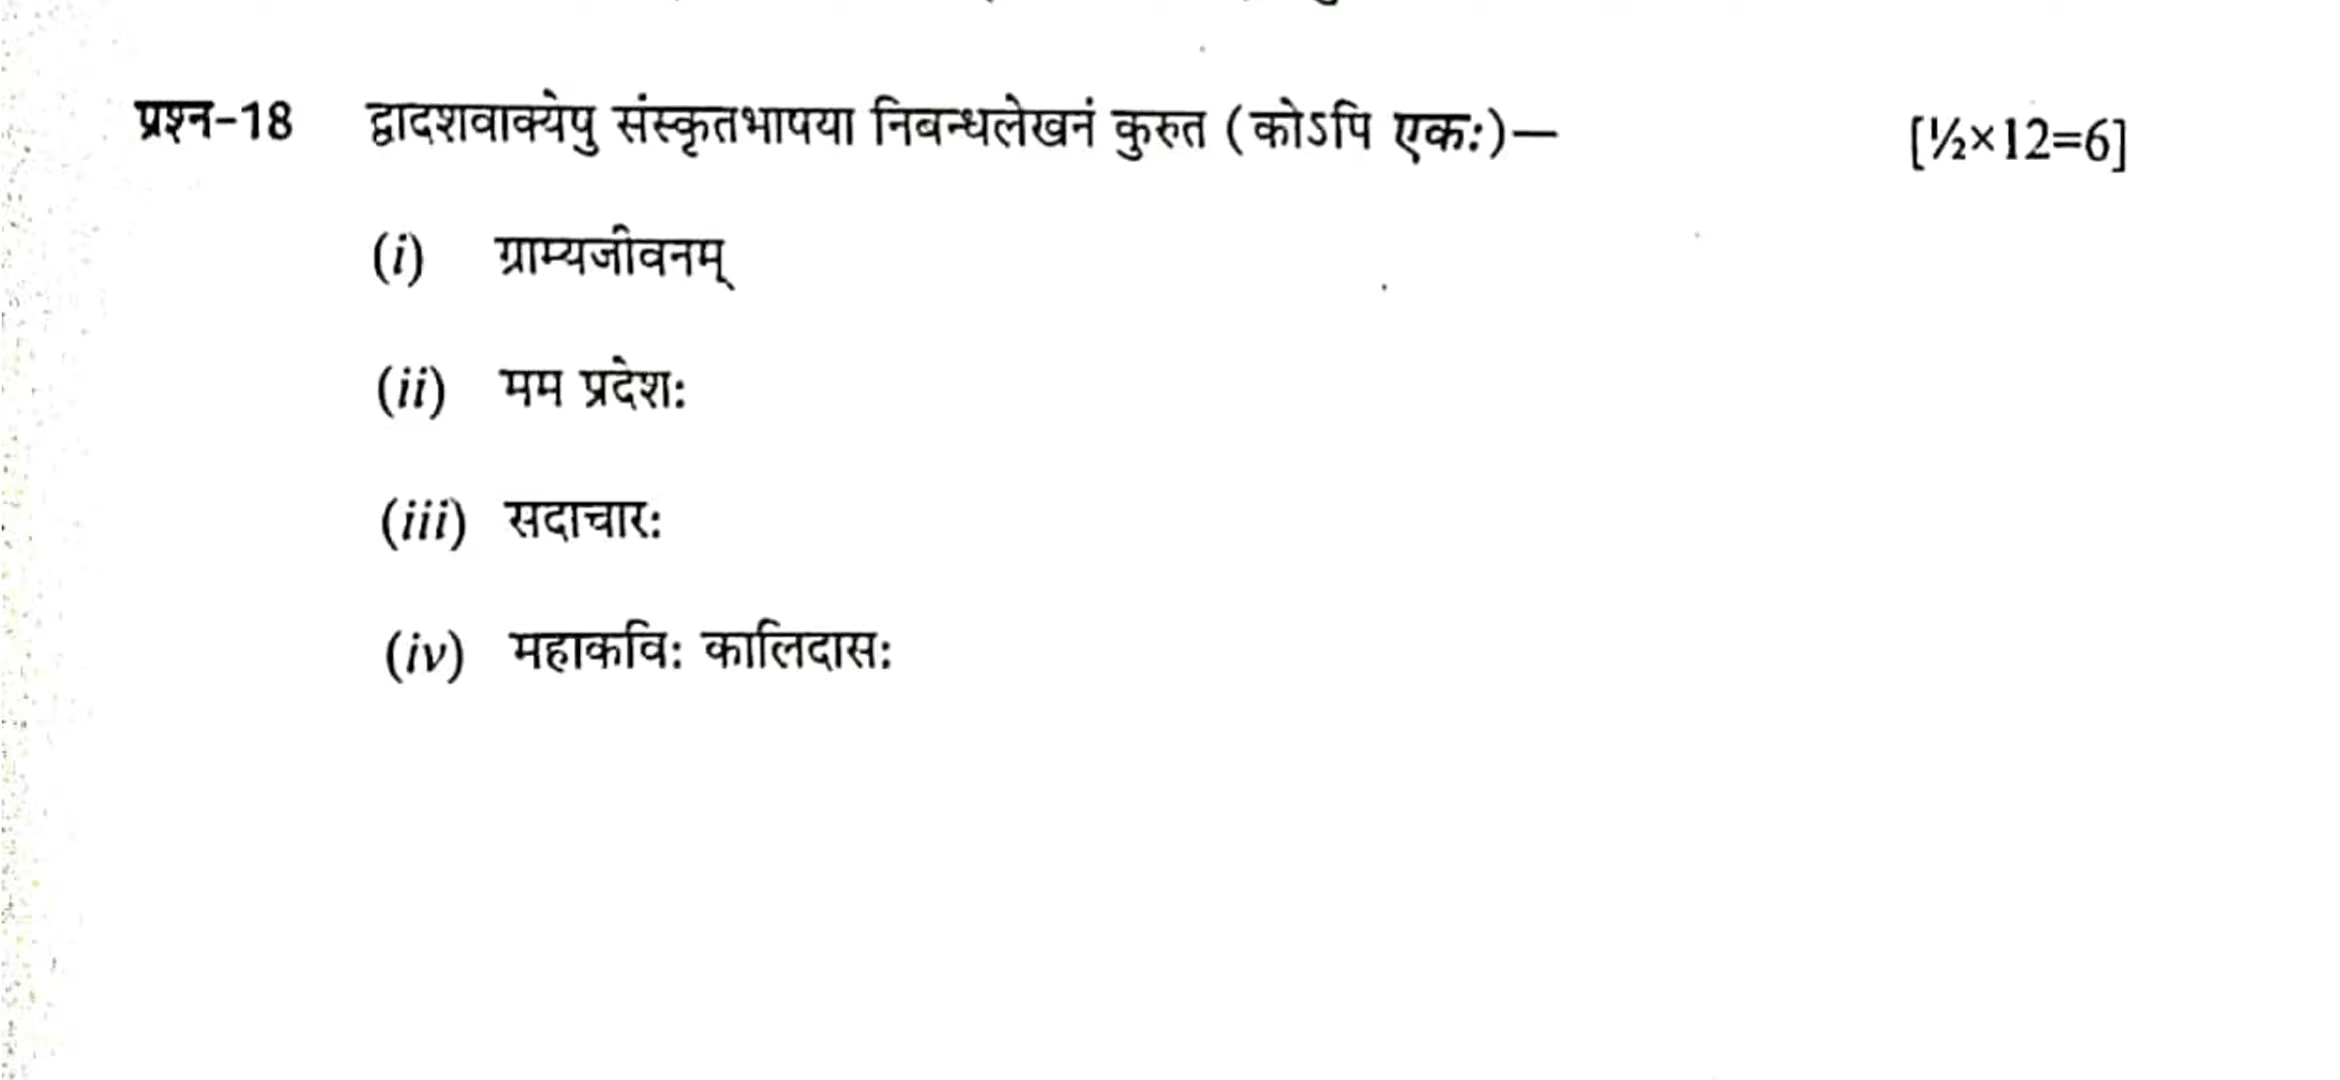 प्रश्न-18 द्वादशवाक्येषु संस्कृतभाषया निबन्धलेखनं कुरुत (कोऽपि एकः)— [½×12=6]
(i) ग्राम्यजीवनम्
(ii) मम प्रदेशः
(iii) सदाचारः
(iv) महाकविः कालिदासः